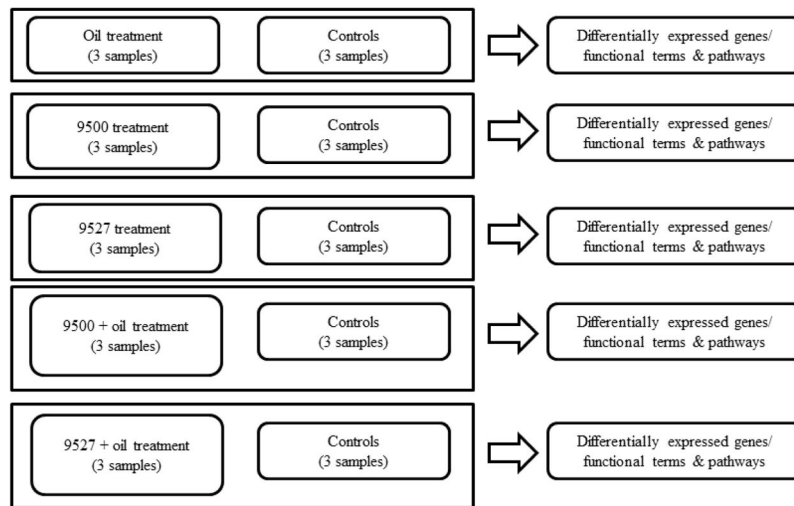 Oil treatment
(3 samples)
Controls
(3 samples)
Differentially expressed genes/
functional terms & pathways
9500 treatment
(3 samples)
Controls
(3 samples)
Differentially expressed genes/
functional terms & pathways
9527 treatment
(3 samples)
Controls
(3 samples)
Differentially expressed genes/
functional terms & pathways
9500 + oil treatment
(3 samples)
Controls
(3 samples)
Differentially expressed genes/
functional terms & pathways
9527 + oil treatment
(3 samples)
Controls
(3 samples)
Differentially expressed genes/
functional terms & pathways